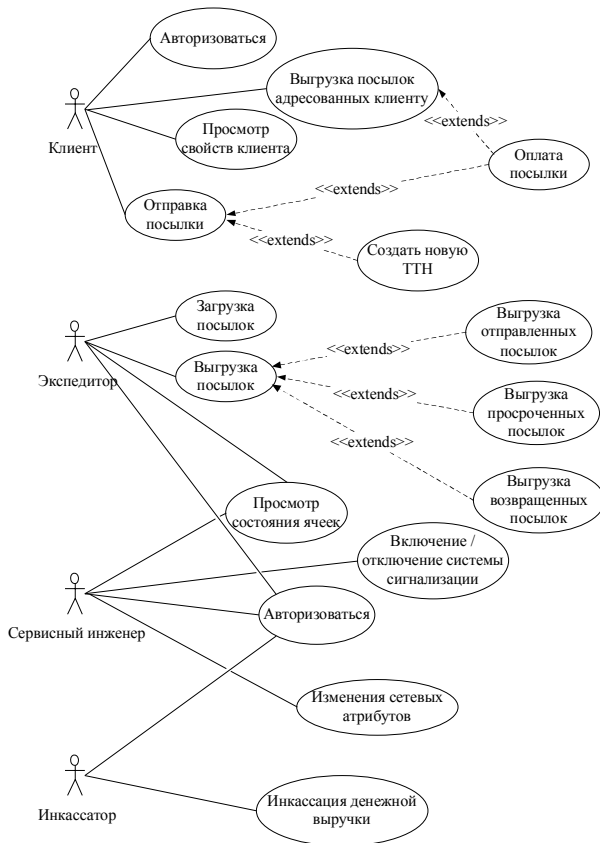 Авторизоваться
Выгрузка посылок
адресованных клиенту
<<extends>>
Клиент
Просмотр
свойств клиента
Оплата
посылки
<<extends>>
Отправка
посылки
<<extends>>
Создать новую
ТТН
Загрузка
посылок
Выгрузка
отправленных
посылок
<<extends>>
Экспедитор
Выгрузка
посылок
<<extends>>
Выгрузка
просроченных
посылок
<<extends>>
Выгрузка
возвращенных
посылок
Просмотр
состояния ячеек
Включение /
отключение системы
сигнализации
Сервисный инженер
Авторизоваться
Изменения сетевых
атрибутов
Инкассатор
Инкассация денежной
выручки